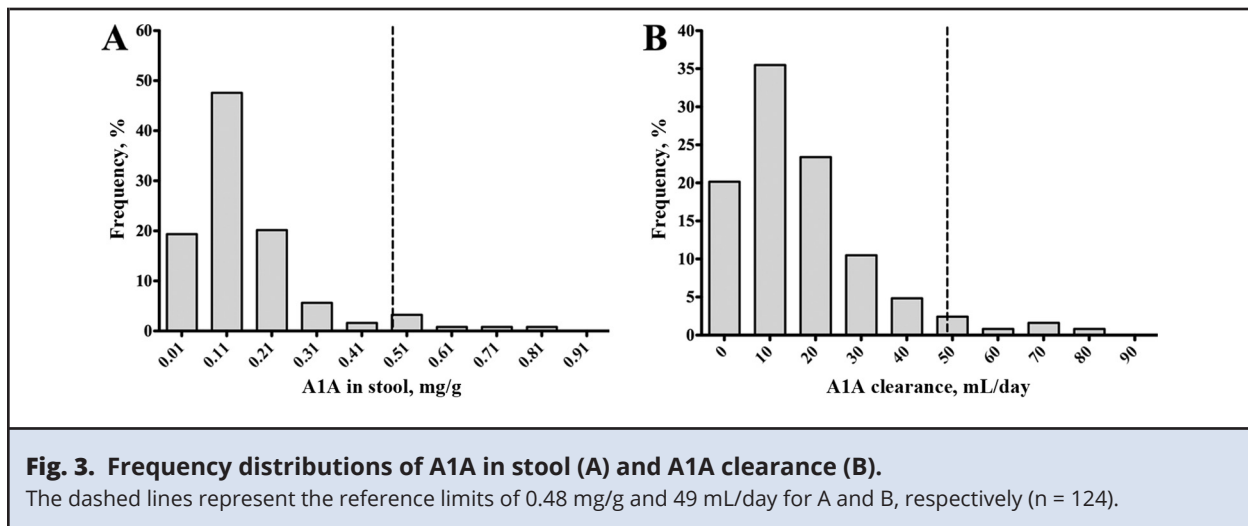 A
Frequency, %
60
50
40
30
20
10
0
0.01 0.11 0.21 0.31 0.41 0.51 0.61 0.71 0.81 0.91
A1A in stool, mg/g
B
Frequency, %
40
35
30
25
20
15
10
5
0
0 10 20 30 40 50 60 70 80 90
A1A clearance, mL/day
Fig. 3. Frequency distributions of A1A in stool (A) and A1A clearance (B).
The dashed lines represent the reference limits of 0.48 mg/g and 49 mL/day for A and B, respectively (n = 124).